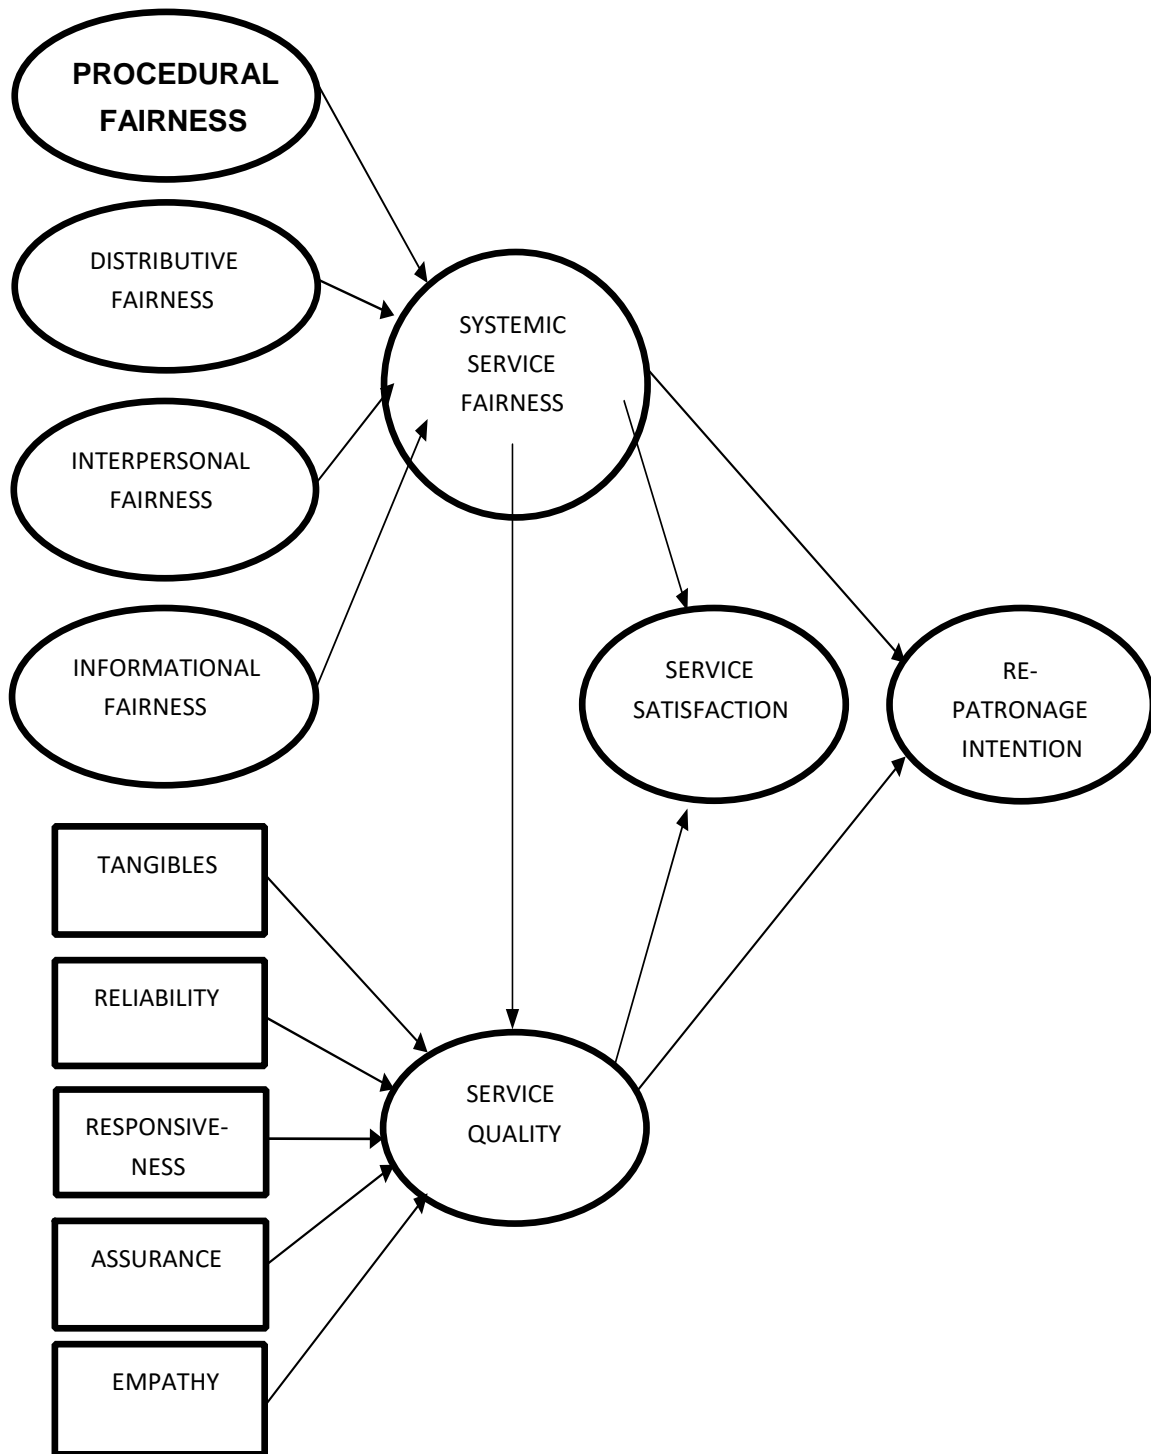 PROCEDURAL
FAIRNESS
DISTRIBUTIVE
FAIRNESS
SYSTEMIC
SERVICE
FAIRNESS
INTERPERSONAL
FAIRNESS
INFORMATIONAL
FAIRNESS
SERVICE
SATISFACTION
RE-
PATRONAGE
INTENTION
TANGIBLES
RELIABILITY
RESPONSIVE-
NESS
SERVICE
QUALITY
ASSURANCE
EMPATHY